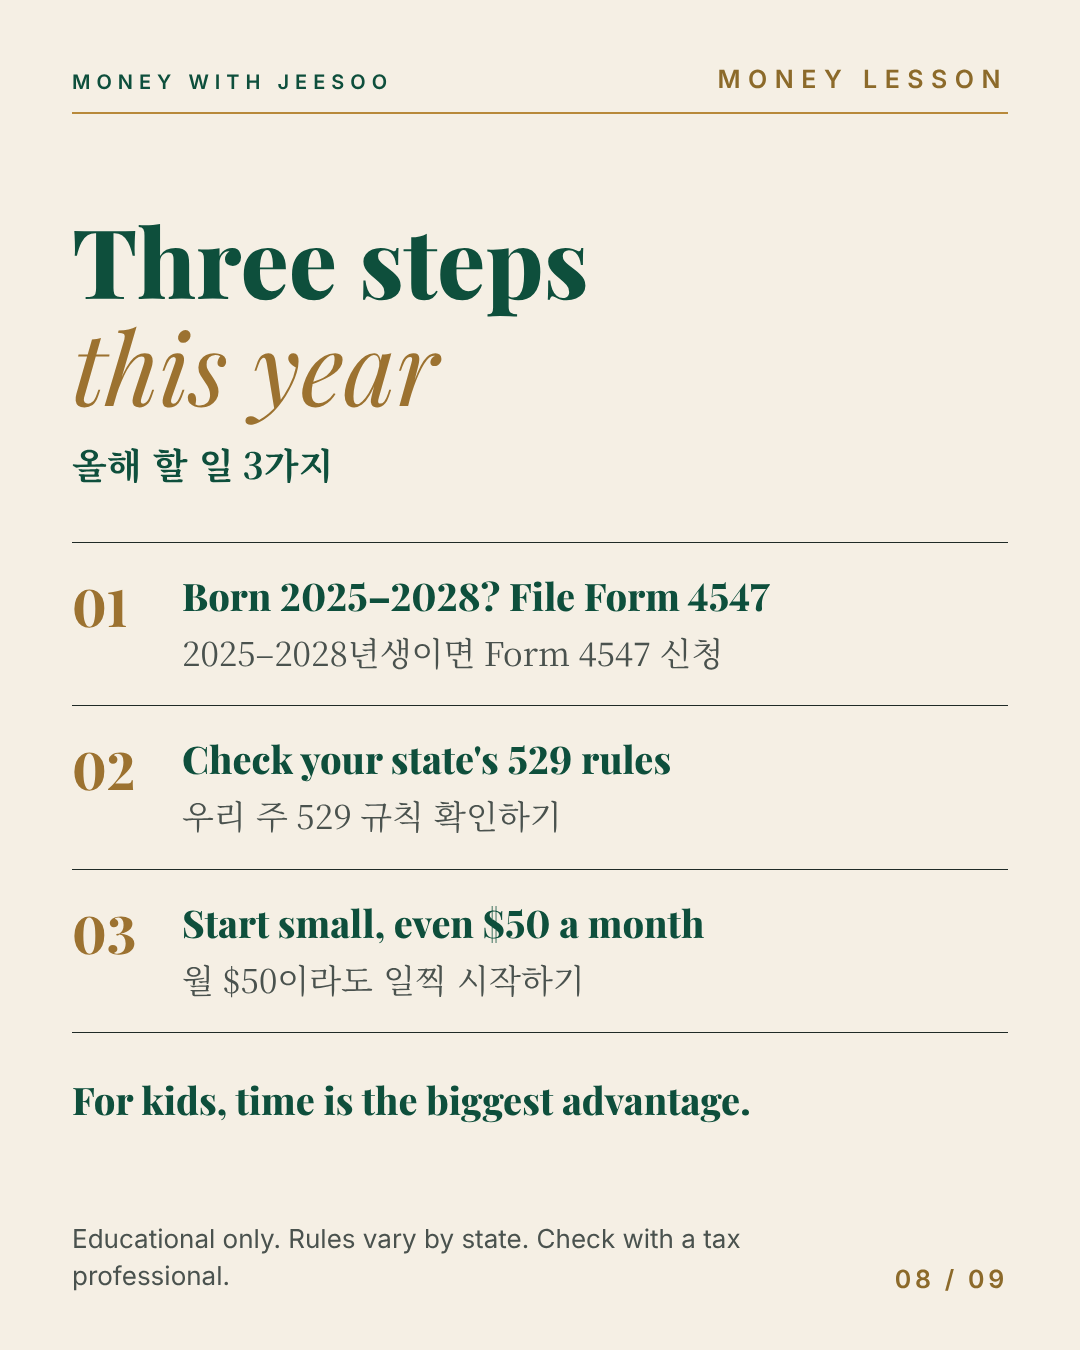 MONEY WITH JEESOO
MONEY LESSON
Three steps
this year
올해 할 일 3가지
01
Born 2025–2028? File Form 4547
2025–2028년생이면 Form 4547 신청
02
Check your state's 529 rules
우리 주 529 규칙 확인하기
03
Start small, even $50 a month
월 $50이라도 일찍 시작하기
For kids, time is the biggest advantage.
Educational only. Rules vary by state. Check with a tax
professional.
08 / 09